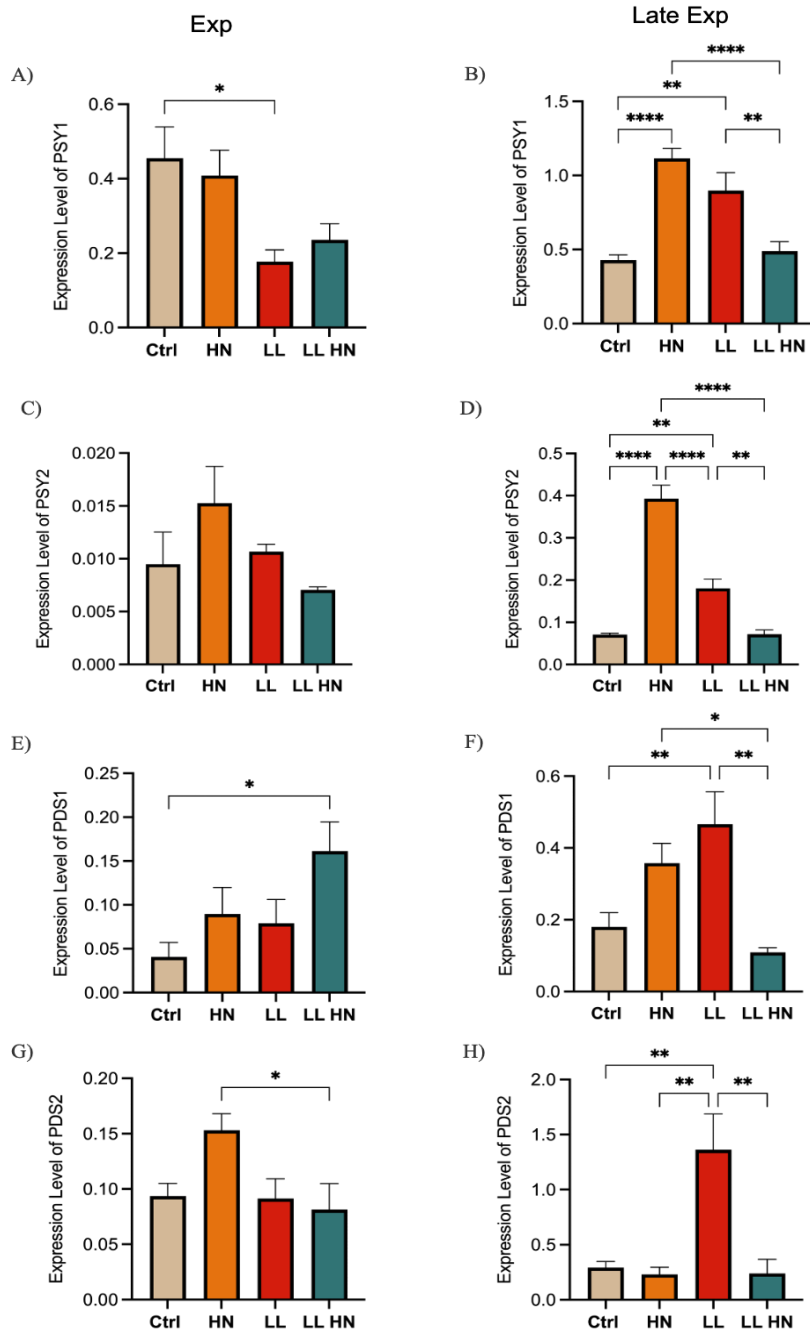 Exp
Late Exp
A)
Expression Level of PSY1
0.6
0.4
0.2
0.0
*
Ctrl HN LL LL HN
B)
Expression Level of PSY1
1.5
1.0
0.5
0.0
****
**
**** **
Ctrl HN LL LL HN
C)
Expression Level of PSY2
0.020
0.015
0.010
0.005
0.000
Ctrl HN LL LL HN
D)
Expression Level of PSY2
0.5
0.4
0.3
0.2
0.1
0.0
****
**
**** **** **
Ctrl HN LL LL HN
E)
Expression Level of PDS1
0.25
0.20
0.15
0.10
0.05
0.00
*
Ctrl HN LL LL HN
F)
Expression Level of PDS1
0.6
0.4
0.2
0.0
*
** **
Ctrl HN LL LL HN
G)
Expression Level of PDS2
0.20
0.15
0.10
0.05
0.00
*
Ctrl HN LL LL HN
H)
Expression Level of PDS2
2.0
1.5
1.0
0.5
0.0
**
** **
Ctrl HN LL LL HN